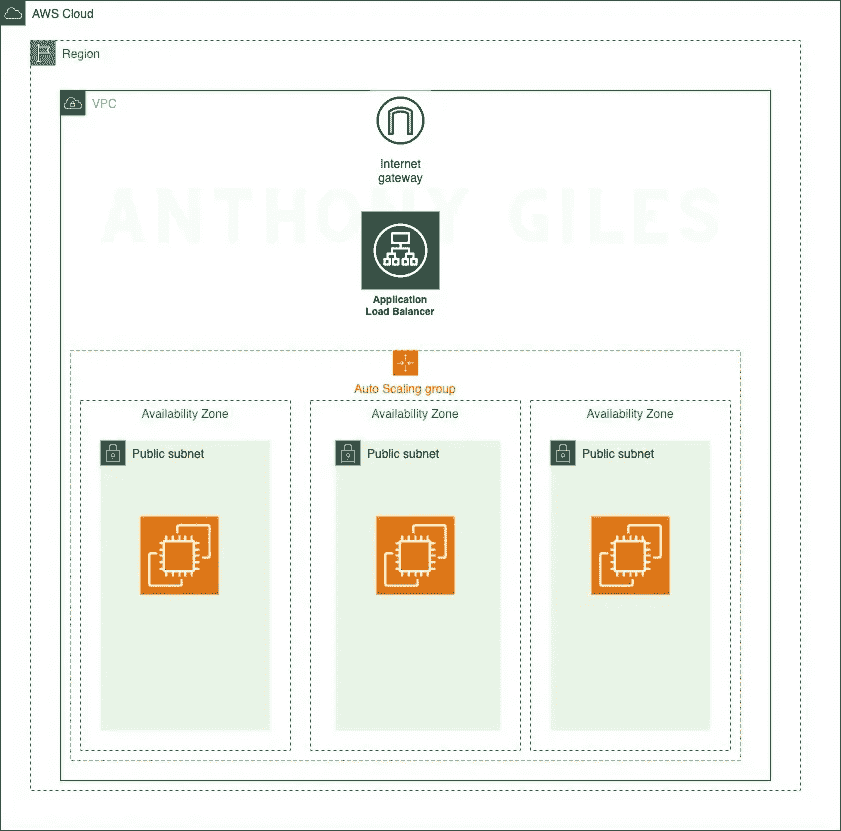 AWS Cloud
Region
VPC
Internet
gateway
ANTHONY GILES
Application
Load Balancer
Auto Scaling group
Availability Zone
Availability Zone
Availability Zone
Public subnet
Public subnet
Public subnet